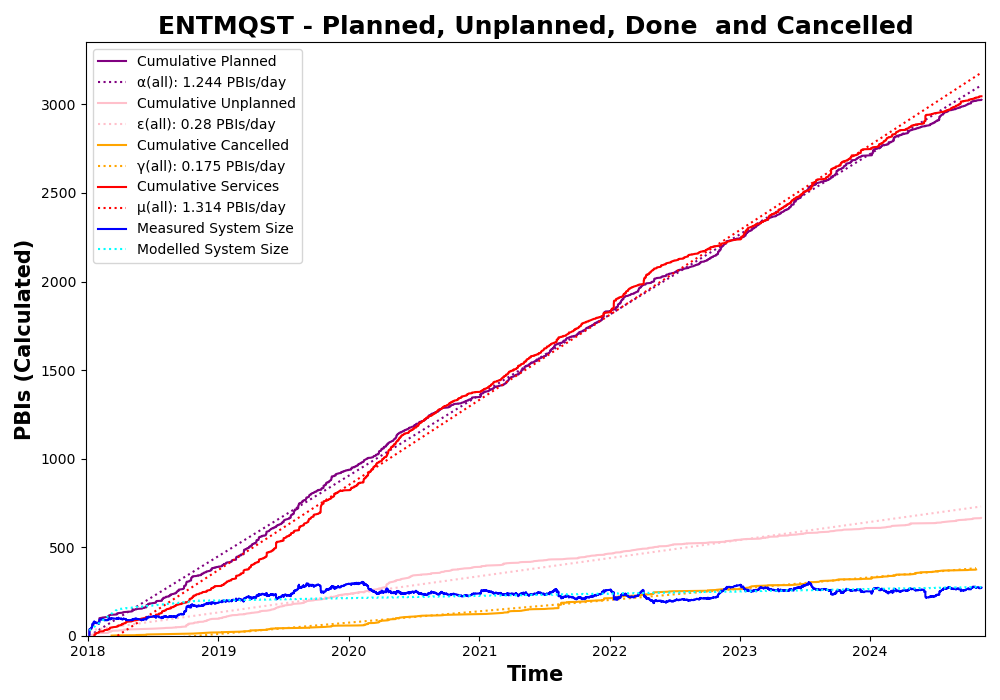 ENTMQST - Planned, Unplanned, Done  and Cancelled
Cumulative Planned
α(all): 1.244 PBIs/day
Cumulative Unplanned
ε(all): 0.28 PBIs/day
Cumulative Cancelled
γ(all): 0.175 PBIs/day
Cumulative Services
μ(all): 1.314 PBIs/day
Measured System Size
Modelled System Size
PBIs (Calculated)
3000
2500
2000
1500
1000
500
0
2018 2019 2020 2021 2022 2023 2024
Time